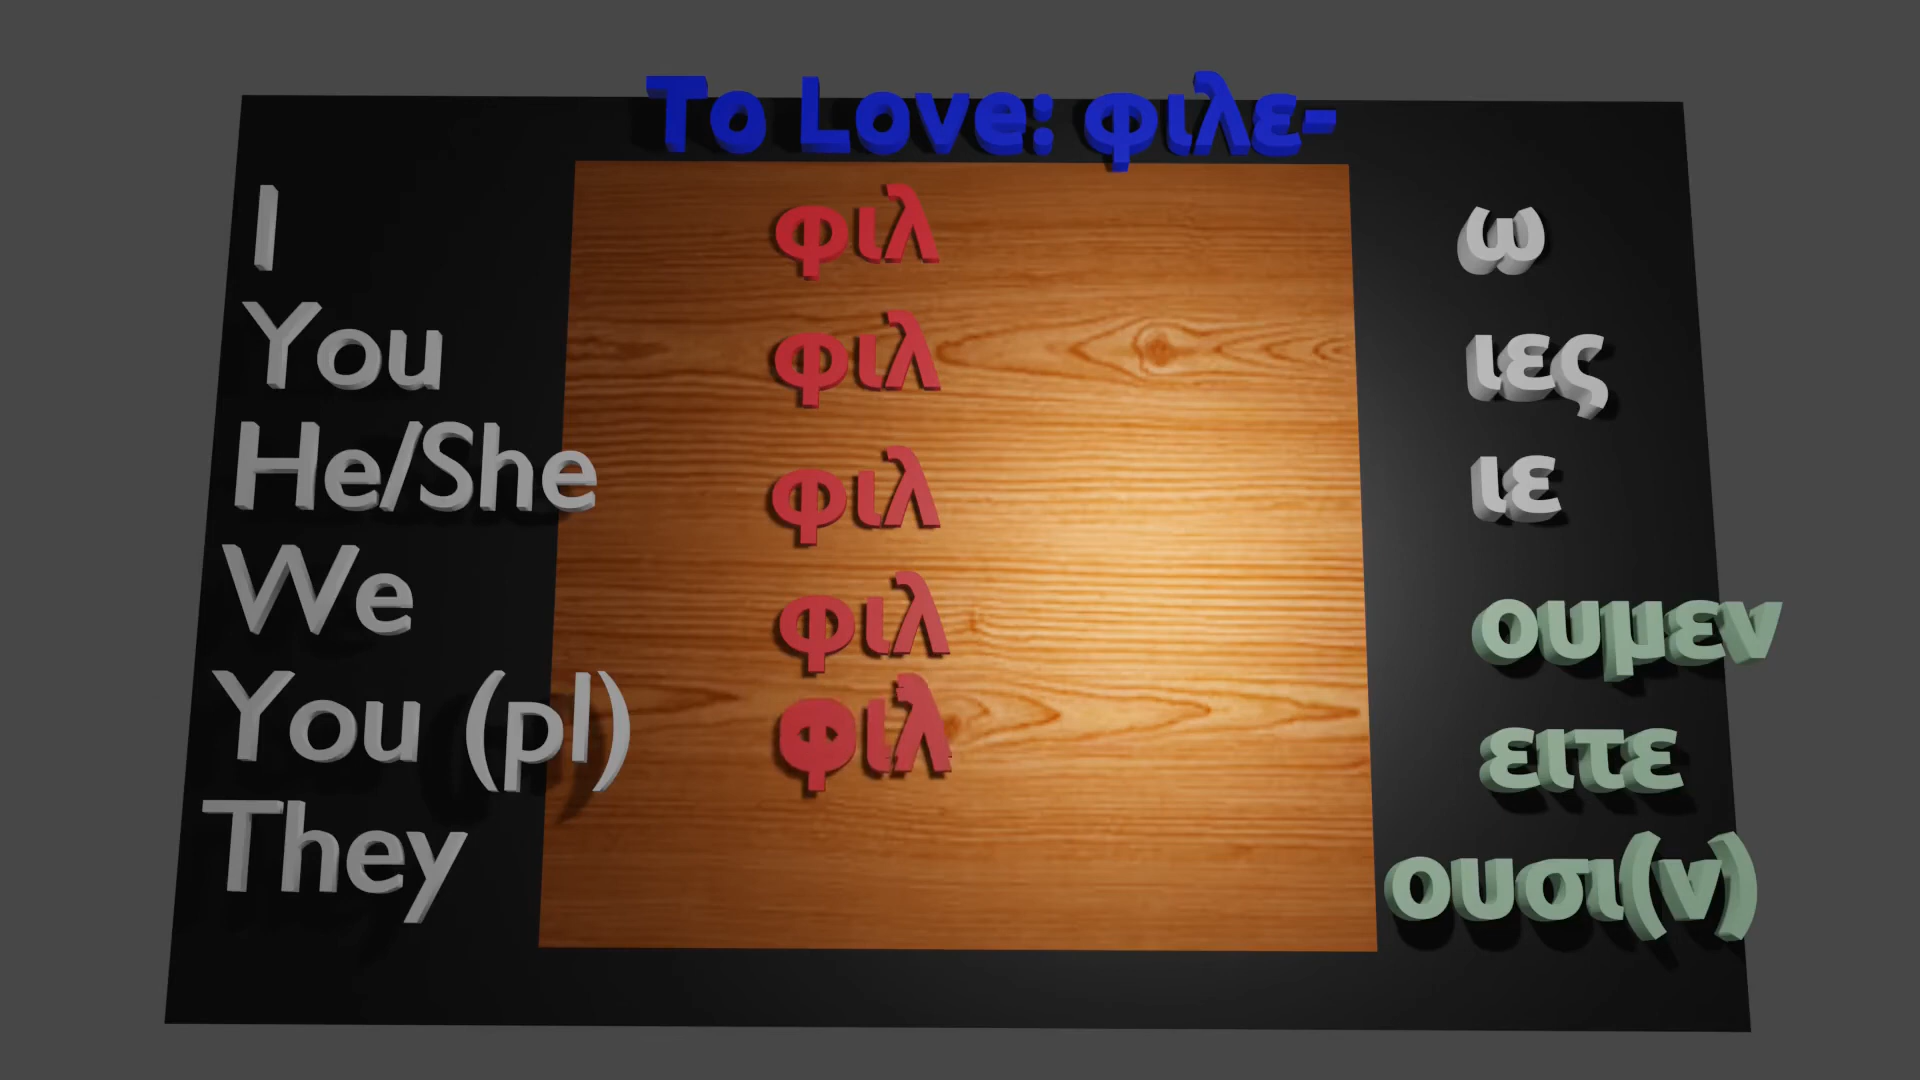 To Love: φιλε-
I φιλ ω
You φιλ ιες
He/She φιλ ιε
We φιλ ουμεν
You (pl) φιλ ειτε
They ουσι(ν)